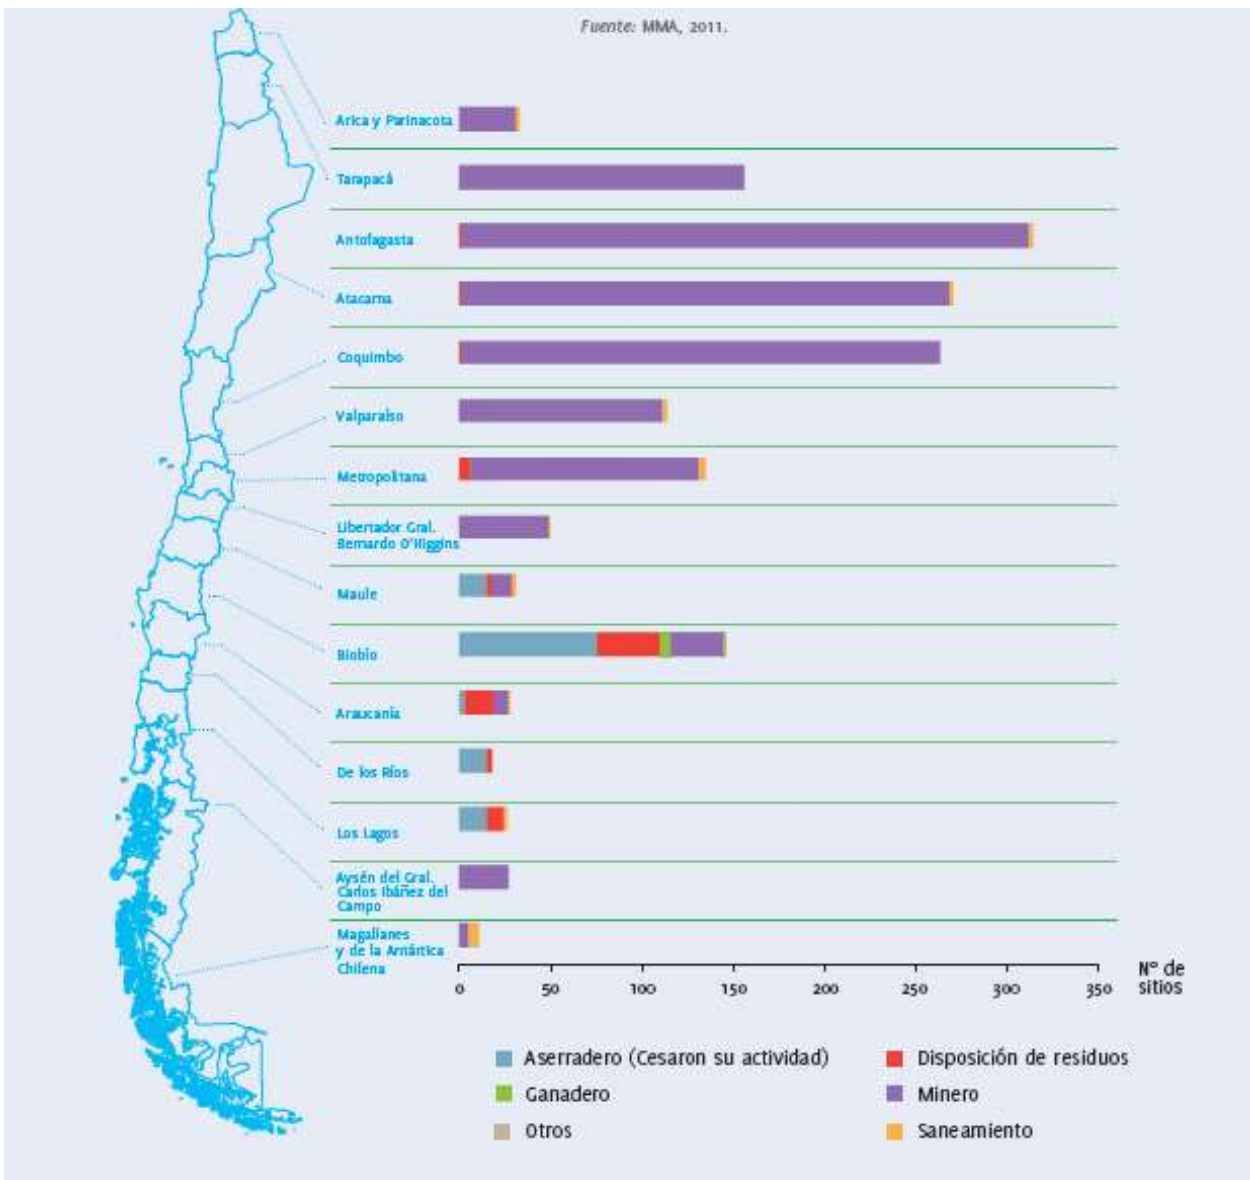 Fuente: MMA, 2011.
Arica y Parinacota
Tarapacá
Antofagasta
Atacama
Coquimbo
Valparaíso
Metropolitana
Libertador Gral.
Bernardo O'Higgins
Maule
Biobío
Araucanía
De los Ríos
Los Lagos
Aysén del Gral.
Carlos Ibáñez del
Campo
Magallanes
y de la Antártica
Chilena
0 50 100 150 200 250 300 350
N° de
sitios
Aserradero (Cesaron su actividad)
Disposición de residuos
Ganadero
Minero
Otros
Saneamiento